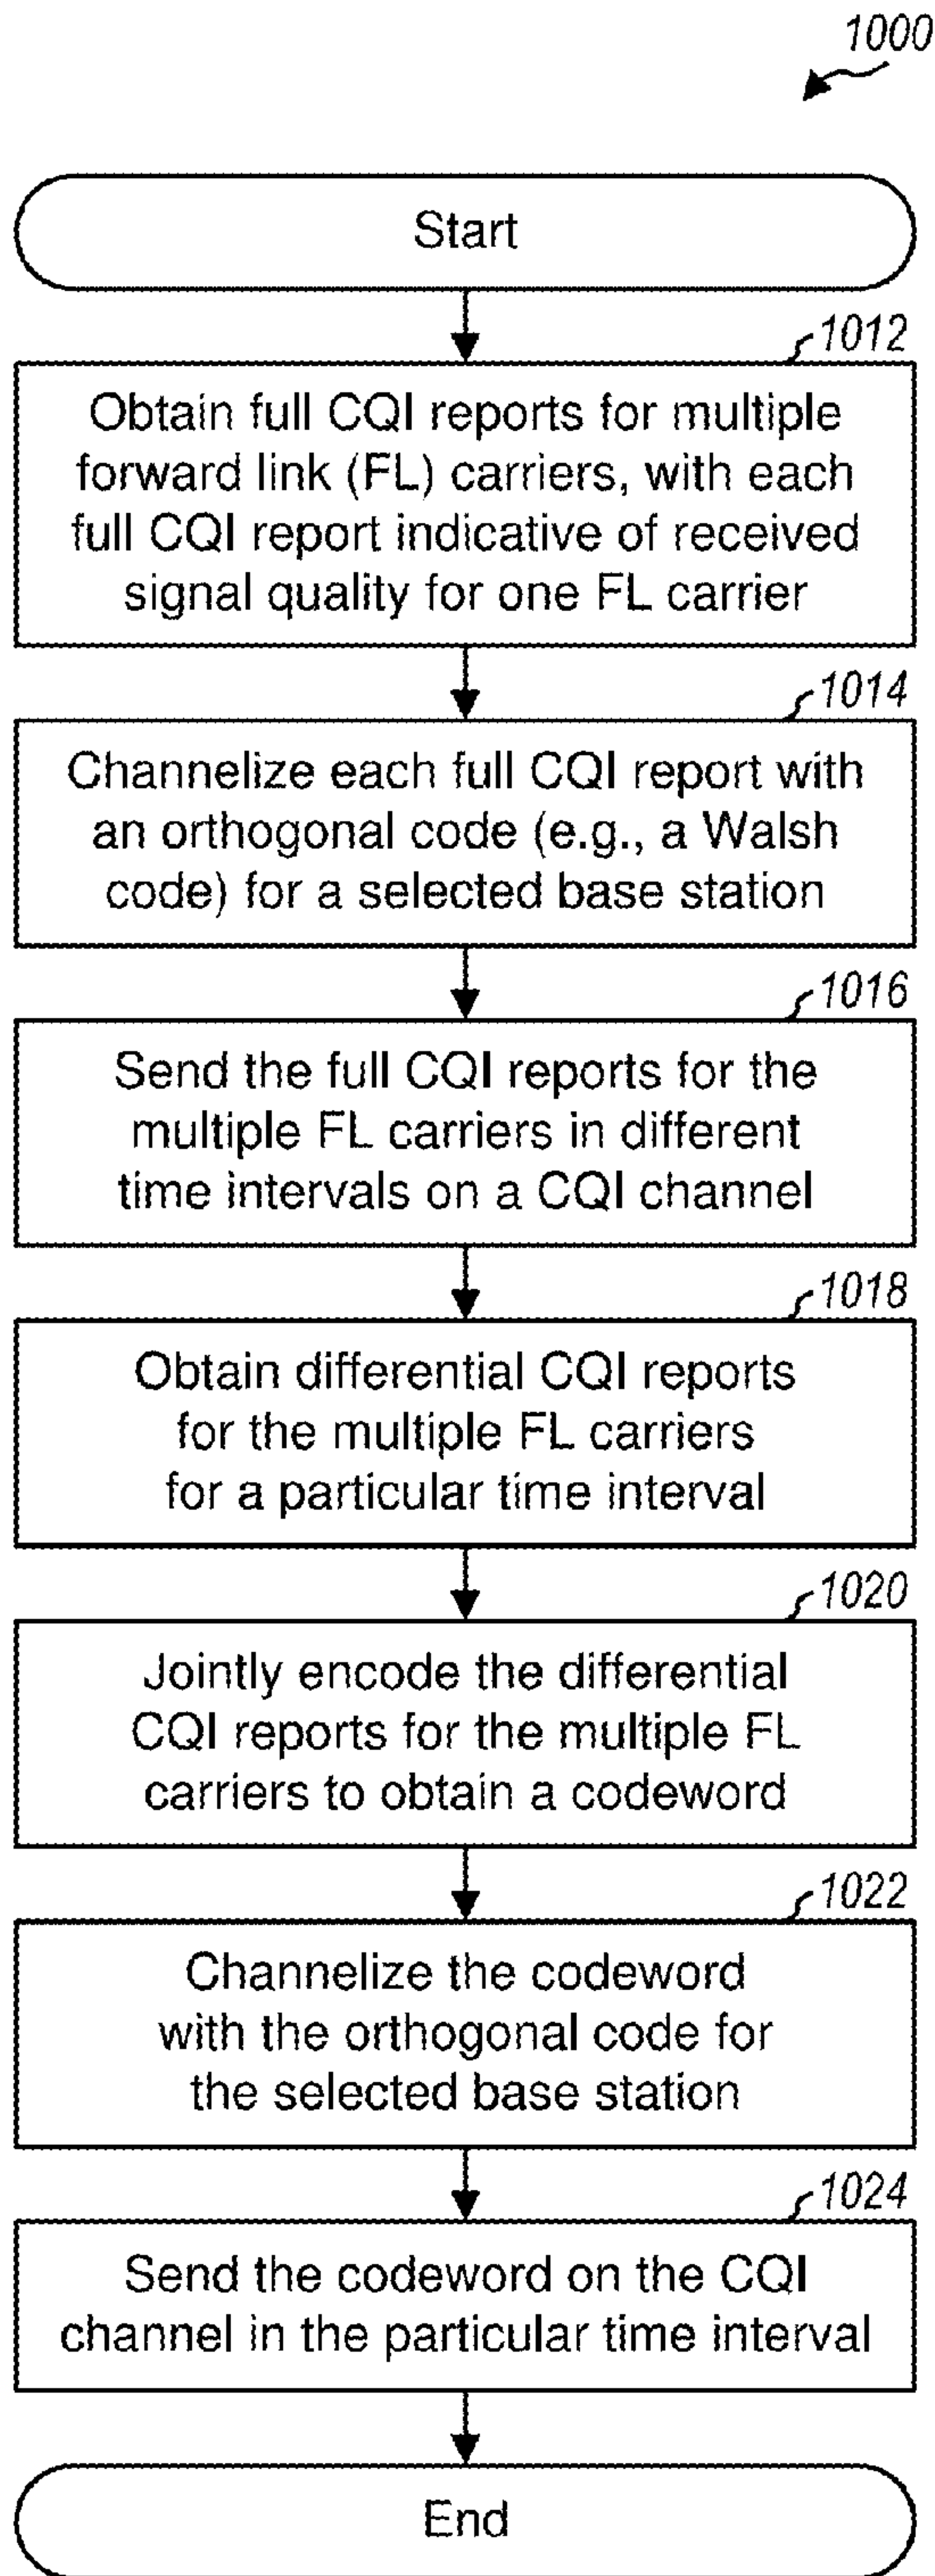 1000
Start
1012
Obtain full CQI reports for multiple
forward link (FL) carriers, with each
full CQI report indicative of received
signal quality for one FL carrier
1014
Channelize each full CQI report with
an orthogonal code (e.g., a Walsh
code) for a selected base station
1016
Send the full CQI reports for the
multiple FL carriers in different
time intervals on a CQI channel
1018
Obtain differential CQI reports
for the multiple FL carriers
for a particular time interval
1020
Jointly encode the differential
CQI reports for the multiple FL
carriers to obtain a codeword
1022
Channelize the codeword
with the orthogonal code for
the selected base station
1024
Send the codeword on the CQI
channel in the particular time interval
End